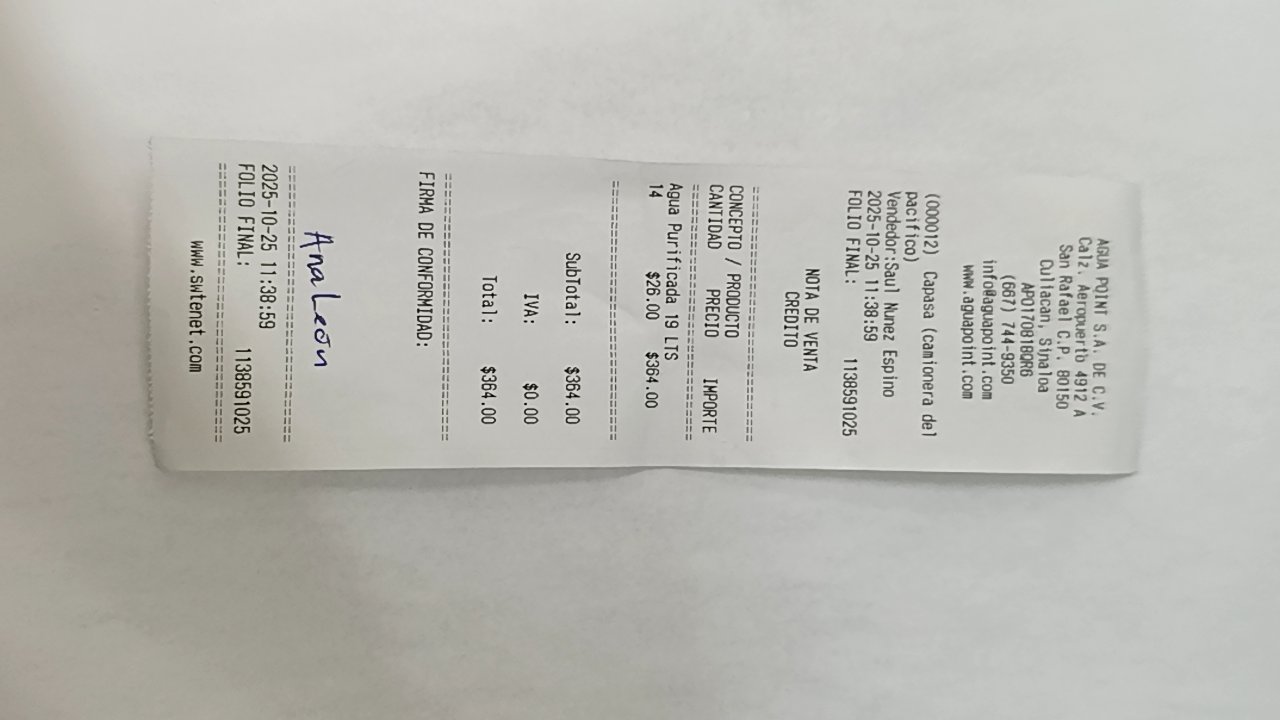 AGUA POINT S.A. DE C.V.
Calz. Aeropuerto 4912 A
San Rafael C.P. 80150
Culiacan, Sinaloa
APO170818QR6
(667) 744-9350
info@aguapoint.com
www.aguapoint.com
(000012) Capasa (camionera del
pacifico)
Vendedor:Saul Nunez Espino
2025-10-25 11:38:59
FOLIO FINAL: 1138591025
NOTA DE VENTA
CREDITO
==============================
CONCEPTO / PRODUCTO
CANTIDAD PRECIO IMPORTE
==============================
Agua Purificada 19 LTS
14 $26.00 $364.00
==============================
SubTotal: $364.00
IVA: $0.00
Total: $364.00
==============================
FIRMA DE CONFORMIDAD:
Ana León
==============================
2025-10-25 11:38:59
FOLIO FINAL: 1138591025
==============================
www.swtenet.com